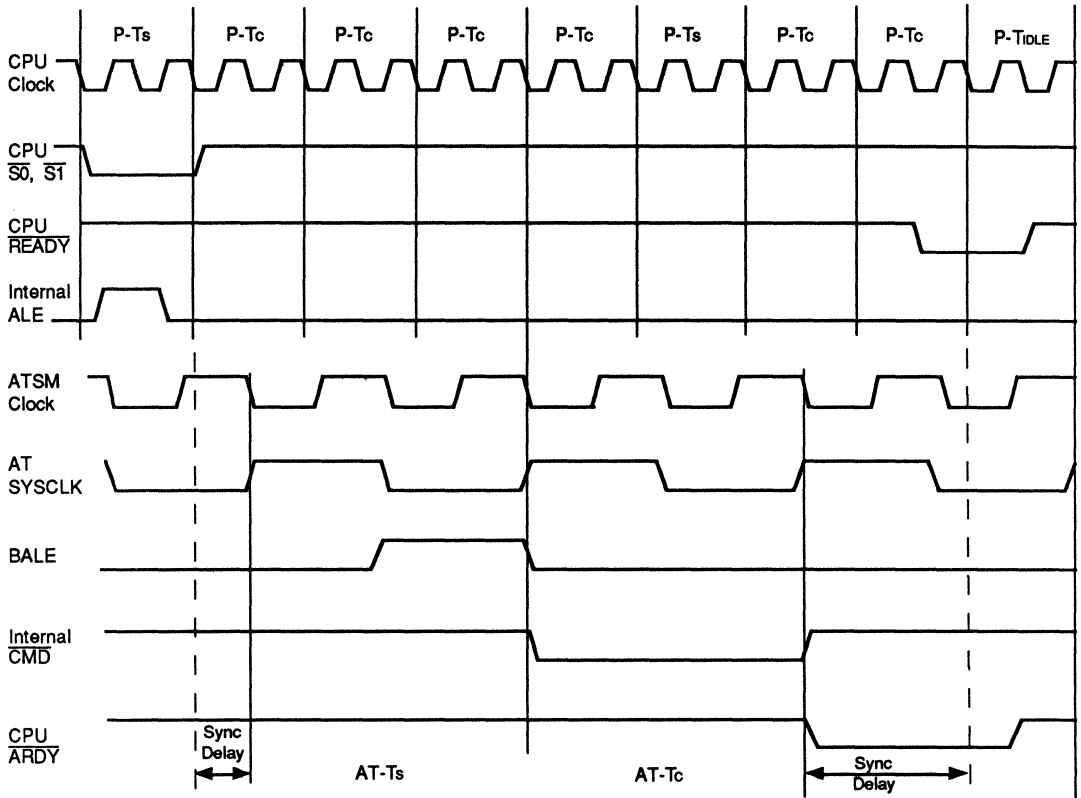 P-Ts P-Tc P-Tc P-Tc P-Tc P-Ts P-Tc P-Tc P-TIDLE
CPU
Clock
CPU
S0, S1
CPU
READY
Internal
ALE
ATSM
Clock
AT
SYSCLK
BALE
Internal
CMD
CPU
ARDY
Sync
Delay
AT-Ts
AT-Tc
Sync
Delay